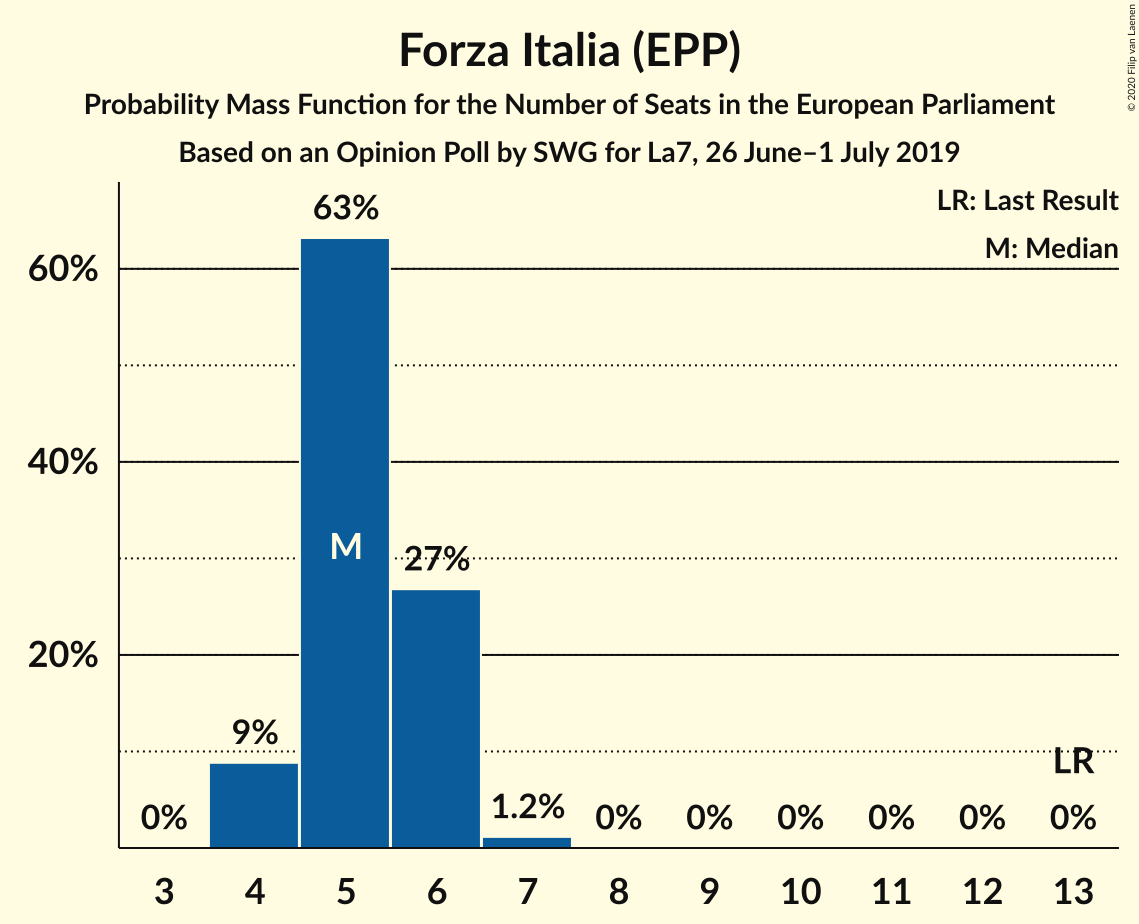 Forza Italia (EPP)
Probability Mass Function for the Number of Seats in the European Parliament
Based on an Opinion Poll by SWG for La7, 26 June–1 July 2019
© 2020 Filip van Laenen
LR: Last Result
M: Median
60%
40%
20%
0%
9%
63%
M
27%
1.2%
0%
0%
0%
0%
0%
LR
0%
3 4 5 6 7 8 9 10 11 12 13